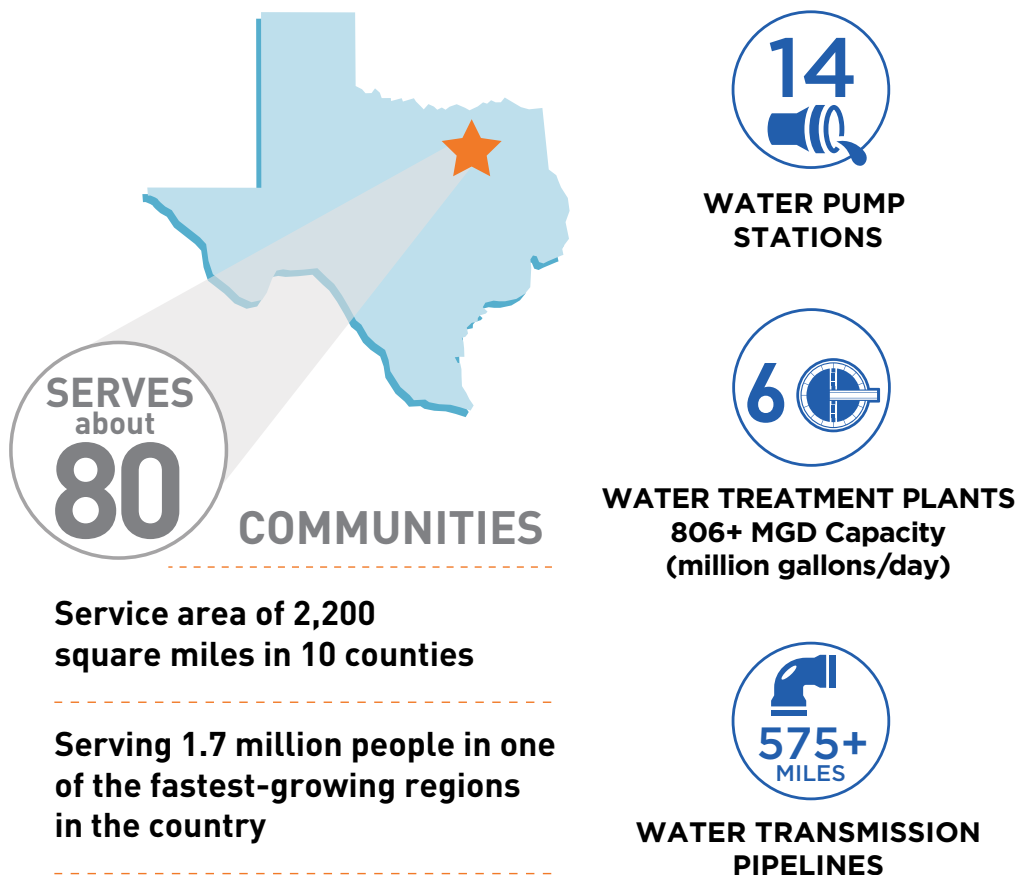 SERVES
about
80
COMMUNITIES
Service area of 2,200
square miles in 10 counties
Serving 1.7 million people in one
of the fastest-growing regions
in the country
14
WATER PUMP
STATIONS
6
WATER TREATMENT PLANTS
806+ MGD Capacity
(million gallons/day)
575+
MILES
WATER TRANSMISSION
PIPELINES